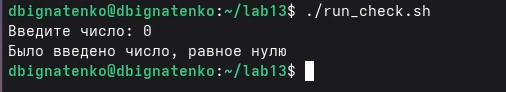 dbignatenko@dbignatenko:~/lab13$ ./run_check.sh
Введите число: 0
Было введено число, равное нулю
dbignatenko@dbignatenko:~/lab13$